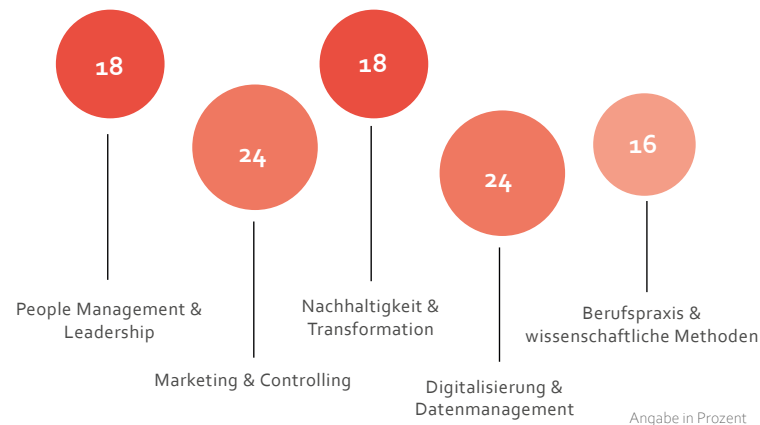 18
24
18
24
16
People Management &
Leadership
Marketing & Controlling
Nachhaltigkeit &
Transformation
Digitalisierung &
Datenmanagement
Berufspraxis &
wissenschaftliche Methoden
Angabe in Prozent